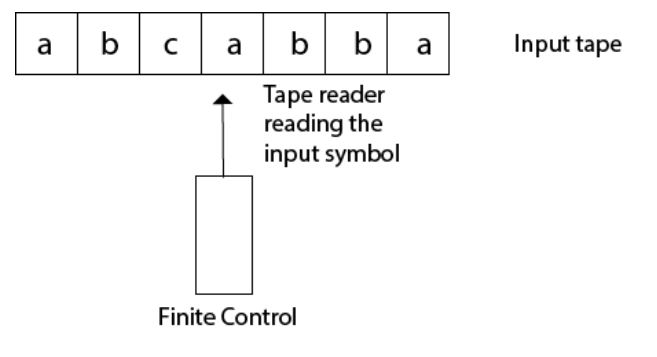 a b c a b b a Input tape
Tape reader
reading the
input symbol
Finite Control